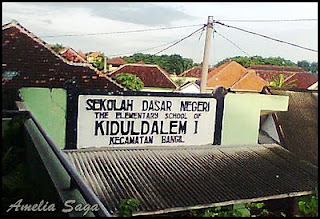 SEKOLAH DASAR NEGERI
THE ELEMENTARY SCHOOL OF
KIDULDALEM I
KECAMATAN BANGIL
Amelia Saga